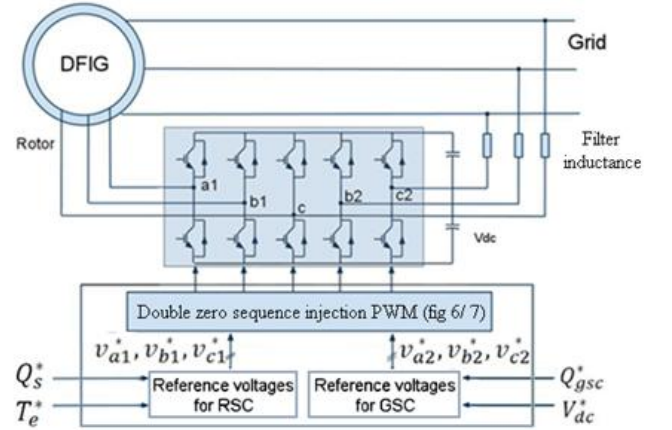 DFIG
Grid
Rotor
Filter
inductance
a1
b1
c
b2
c2
Vdc
Double zero sequence injection PWM (fig 6/ 7)
v*a1, v*b1, v*c1
v*a2, v*b2, v*c2
Q*s
T*e
Reference voltages
for RSC
Reference voltages
for GSC
Q*gsc
V*dc